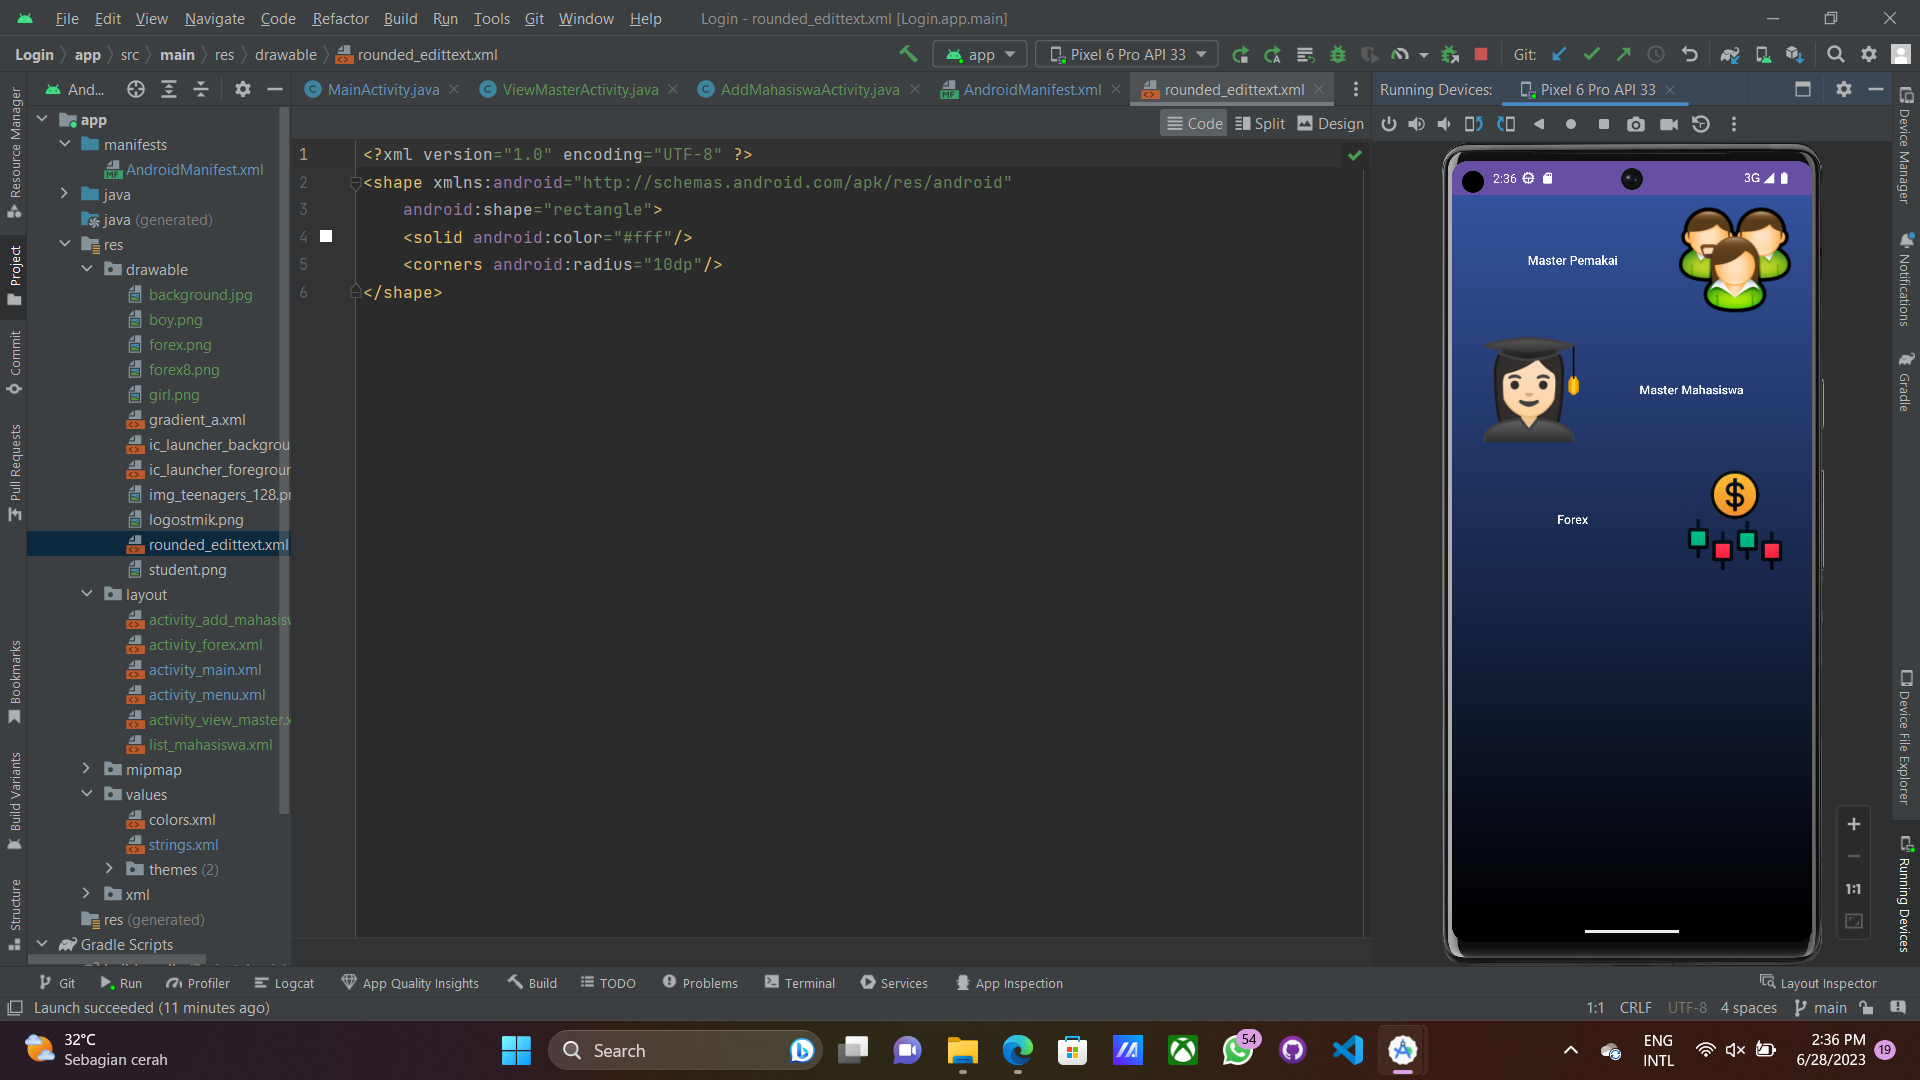 File Edit View Navigate Code Refactor Build Run Tools Git Window Help Login - rounded_edittext.xml [Login.app.main]
Login app src main res drawable rounded_edittext.xml app Pixel 6 Pro API 33 Git:
And... MainActivity.java ViewMasterActivity.java AddMahasiswaActivity.java AndroidManifest.xml rounded_edittext.xml Running Devices: Pixel 6 Pro API 33
Code Split Design
Resource Manager
Project
Commit
Pull Requests
Bookmarks
Build Variants
Structure
app
manifests
AndroidManifest.xml
java
java (generated)
res
drawable
background.jpg
boy.png
forex.png
forex8.png
girl.png
gradient_a.xml
ic_launcher_backgrou
ic_launcher_foregrour
img_teenagers_128.pr
logostmik.png
rounded_edittext.xml
student.png
layout
activity_add_mahasisv
activity_forex.xml
activity_main.xml
activity_menu.xml
activity_view_master.x
list_mahasiswa.xml
mipmap
values
colors.xml
strings.xml
themes (2)
xml
res (generated)
Gradle Scripts
1 <?xml version="1.0" encoding="UTF-8" ?>
2 <shape xmlns:android="http://schemas.android.com/apk/res/android"
3 android:shape="rectangle">
4 <solid android:color="#fff"/>
5 <corners android:radius="10dp"/>
6 </shape>
2:36 3G
Master Pemakai
Master Mahasiswa
Forex
1:1
Device Manager
Notifications
Gradle
Device File Explorer
Running Devices
Git Run Profiler Logcat App Quality Insights Build TODO Problems Terminal Services App Inspection Layout Inspector
Launch succeeded (11 minutes ago) 1:1 CRLF UTF-8 4 spaces main
32°C
Sebagian cerah
Search
54
ENG
INTL
2:36 PM
6/28/2023
19